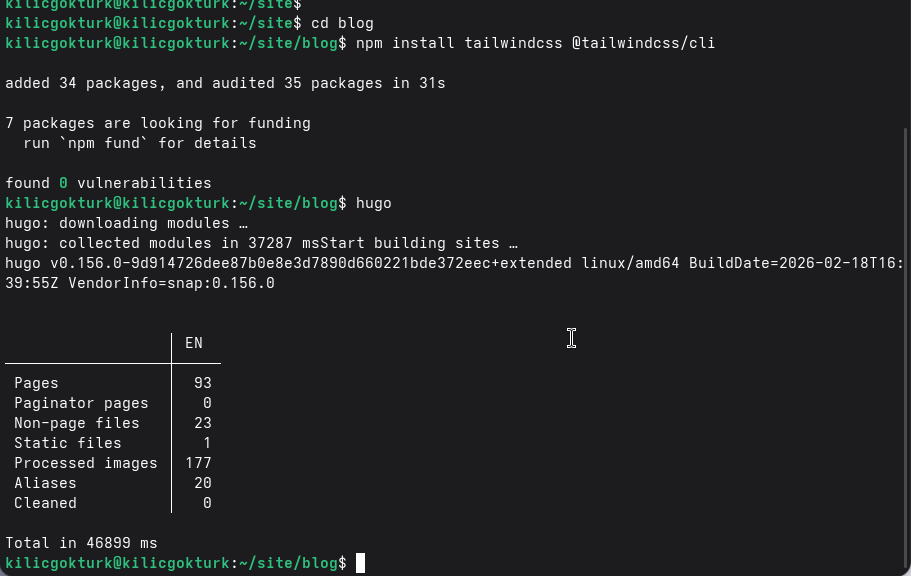 kilicgokturk@kilicgokturk:~/site$
kilicgokturk@kilicgokturk:~/site$ cd blog
kilicgokturk@kilicgokturk:~/site/blog$ npm install tailwindcss @tailwindcss/cli
added 34 packages, and audited 35 packages in 31s
7 packages are looking for funding
  run `npm fund` for details
found 0 vulnerabilities
kilicgokturk@kilicgokturk:~/site/blog$ hugo
hugo: downloading modules …
hugo: collected modules in 37287 msStart building sites …
hugo v0.156.0-9d914726dee87b0e8e3d7890d660221bde372eec+extended linux/amd64 BuildDate=2026-02-18T16:
39:55Z VendorInfo=snap:0.156.0
EN
Pages 93
Paginator pages 0
Non-page files 23
Static files 1
Processed images 177
Aliases 20
Cleaned 0
Total in 46899 ms
kilicgokturk@kilicgokturk:~/site/blog$